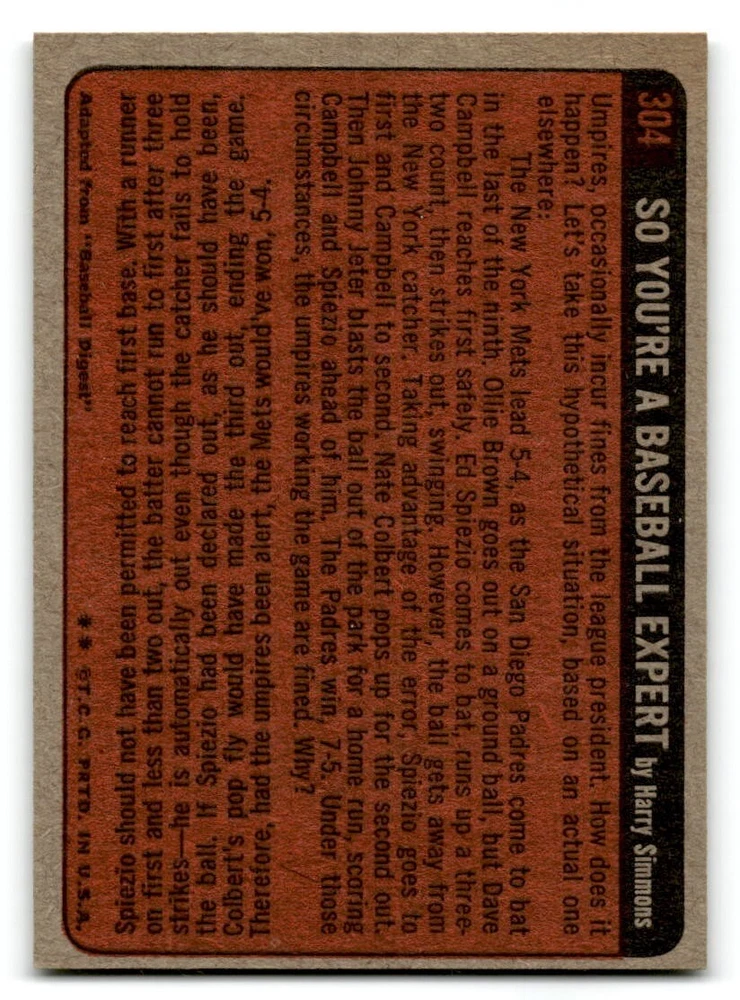 304 SO YOU'RE A BASEBALL EXPERT by Harry Simmons
Umpires, occasionally incur fines from the league president. How does it
happen? Let's take this hypothetical situation, based on an actual one
elsewhere:
The New York Mets lead 5-4, as the San Diego Padres come to bat
in the last of the ninth. Ollie Brown goes out on a ground ball, but Dave
Campbell reaches first safely. Ed Spiezio comes to bat, runs up a three-
two count, then strikes out, swinging. However, the ball gets away from
the New York catcher. Taking advantage of the error, Spiezio goes to
first and Campbell to second. Nate Colbert pops up for the second out.
Then Johnny Jeter blasts the ball out of the park for a home run, scoring
Campbell and Spiezio ahead of him. The Padres win, 7-5. Under those
circumstances, the umpires working the game are fined. Why?
Spiezio should not have been permitted to reach first base. With a runner
on first and less than two out, the batter cannot run to first after three
strikes—he is automatically out even though the catcher fails to hold
the ball. If Spiezio had been declared out, as he should have been,
Colbert's pop fly would have made the third out, ending the game.
Therefore, had the umpires been alert, the Mets would've won, 5-4.
Adapted from "Baseball Digest" ** ©T.C.G. PRTD. IN U.S.A.